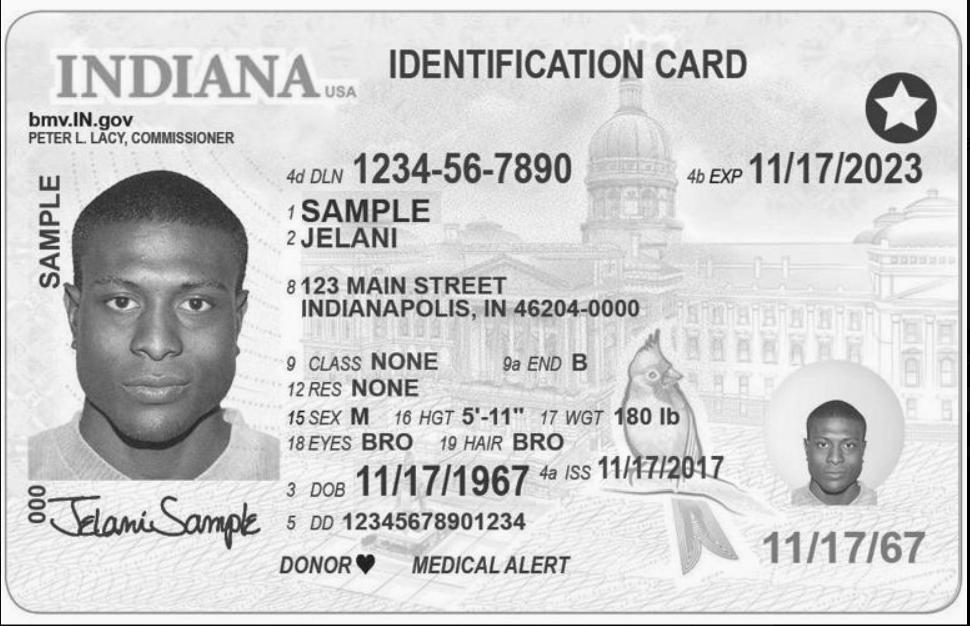 INDIANA USA
IDENTIFICATION CARD
bmv.IN.gov
PETER L. LACY, COMMISSIONER
SAMPLE
4d DLN 1234-56-7890
4b EXP 11/17/2023
1 SAMPLE
2 JELANI
8 123 MAIN STREET
INDIANAPOLIS, IN 46204-0000
9 CLASS NONE 9a END B
12 RES NONE
15 SEX M 16 HGT 5'-11" 17 WGT 180 lb
18 EYES BRO 19 HAIR BRO
3 DOB 11/17/1967 4a ISS 11/17/2017
000
Jelani Sample
5 DD 12345678901234
11/17/67
DONOR MEDICAL ALERT